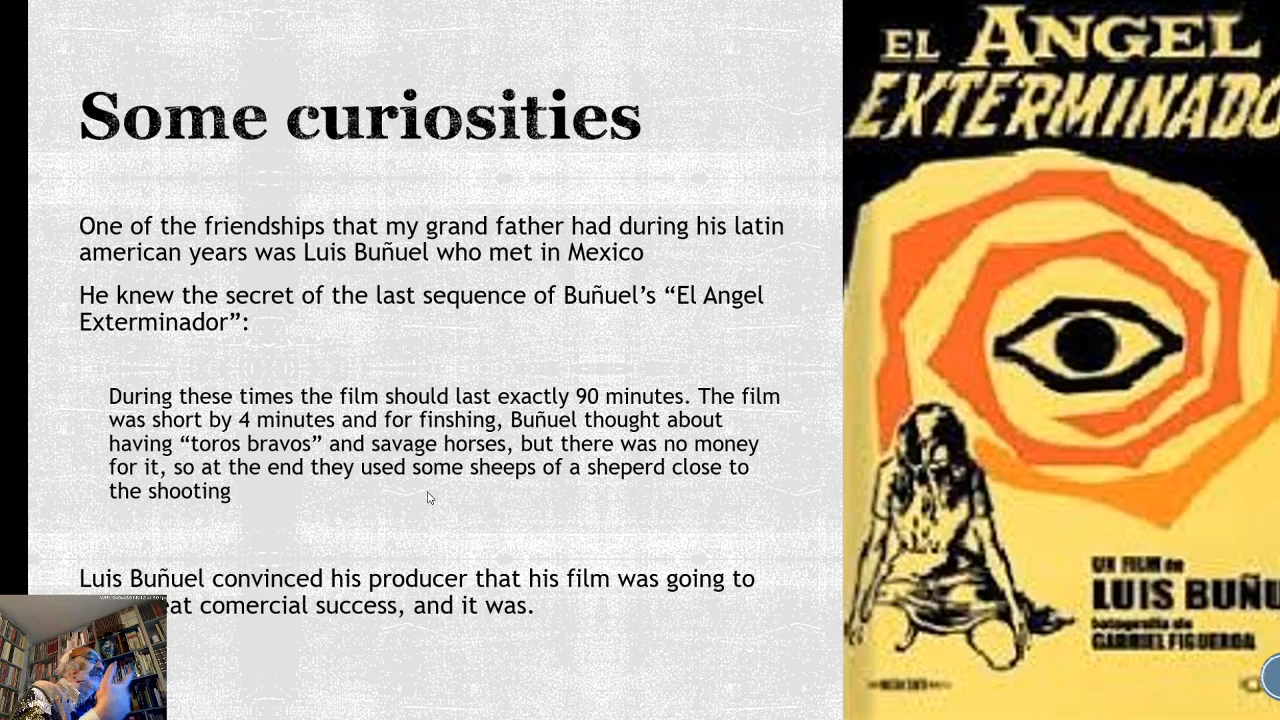 Some curiosities
One of the friendships that my grand father had during his latin
american years was Luis Buñuel who met in Mexico
He knew the secret of the last sequence of Buñuel’s “El Angel
Exterminador”:
During these times the film should last exactly 90 minutes. The film
was short by 4 minutes and for finshing, Buñuel thought about
having “toros bravos” and savage horses, but there was no money
for it, so at the end they used some sheeps of a sheperd close to
the shooting
Luis Buñuel convinced his producer that his film was going to
eat comercial success, and it was.
EL ANGEL
EXTERMINADO
UN FILM de
LUIS BUÑU
fotografia de
GABRIEL FIGUEROA